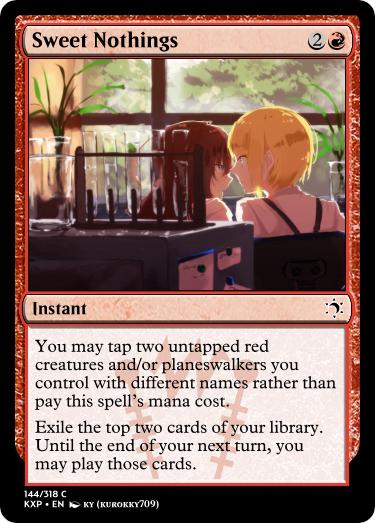 Sweet Nothings 2
Instant
You may tap two untapped red
creatures and/or planeswalkers you
control with different names rather than
pay this spell's mana cost.
Exile the top two cards of your library.
Until the end of your next turn, you
may play those cards.
144/318 C
KXP • EN KY (KUROKKY709)